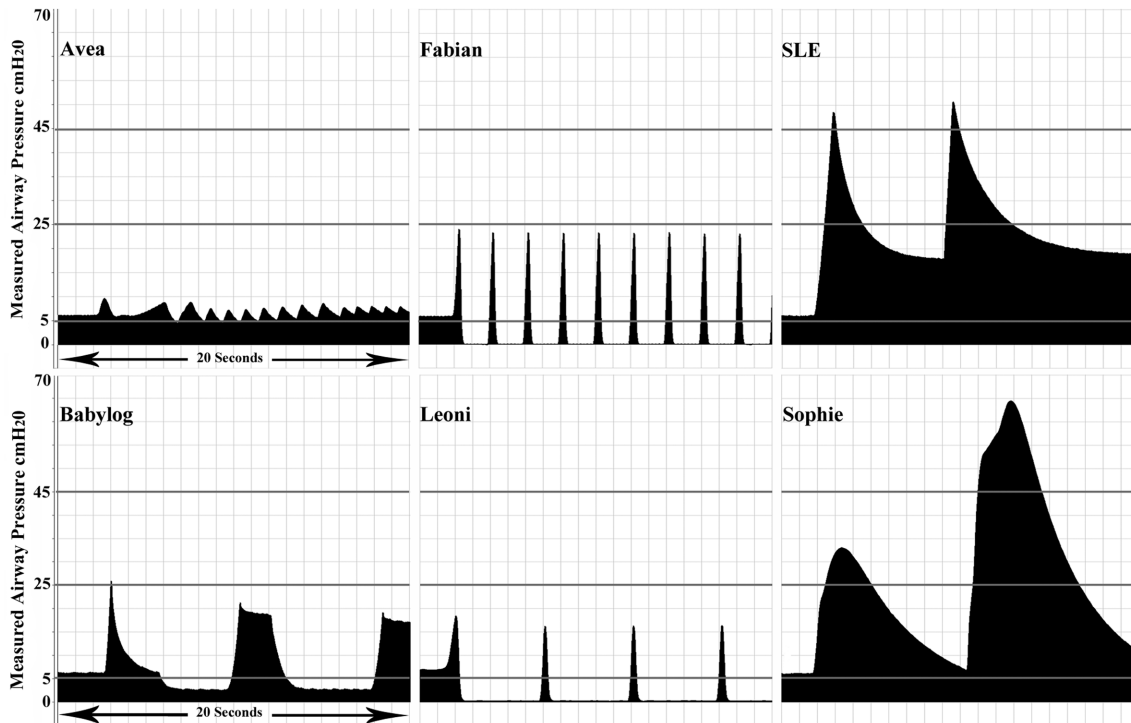 70
Avea
Fabian
SLE
45
25
5
0
Measured Airway Pressure cmH20
20 Seconds
70
Babylog
Leoni
Sophie
45
25
5
0
Measured Airway Pressure cmH20
20 Seconds